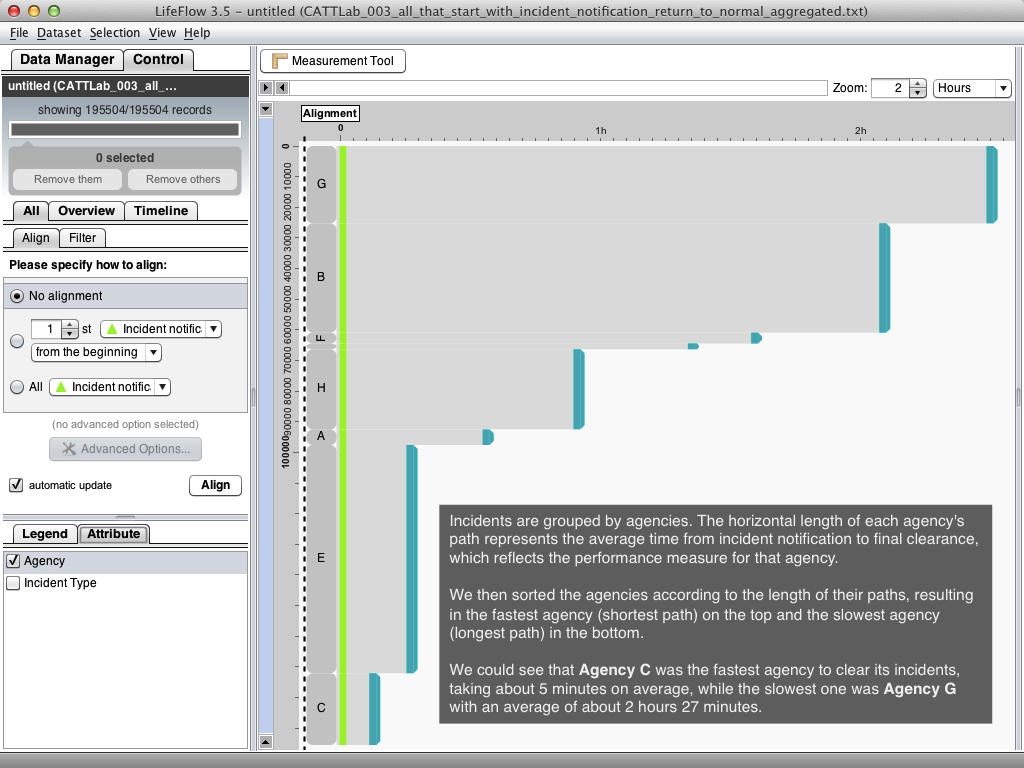 LifeFlow 3.5 - untitled (CATTLab_003_all_that_start_with_incident_notification_return_to_normal_aggregated.txt)
File Dataset Selection View Help
Data Manager Control
untitled (CATTLab_003_all_...
showing 195504/195504 records
0 selected
Remove them Remove others
All Overview Timeline
Align Filter
Please specify how to align:
No alignment
1 st Incident notific
from the beginning
All Incident notific
(no advanced option selected)
Advanced Options...
automatic update Align
Legend Attribute
Agency
Incident Type
Measurement Tool
Zoom: 2 Hours
Alignment
0 1h 2h
0
10000
20000
30000
40000
50000
60000
70000
80000
90000
100000
G
B
F
H
A
E
C
Incidents are grouped by agencies. The horizontal length of each agency's
path represents the average time from incident notification to final clearance,
which reflects the performance measure for that agency.
We then sorted the agencies according to the length of their paths, resulting
in the fastest agency (shortest path) on the top and the slowest agency
(longest path) in the bottom.
We could see that Agency C was the fastest agency to clear its incidents,
taking about 5 minutes on average, while the slowest one was Agency G
with an average of about 2 hours 27 minutes.